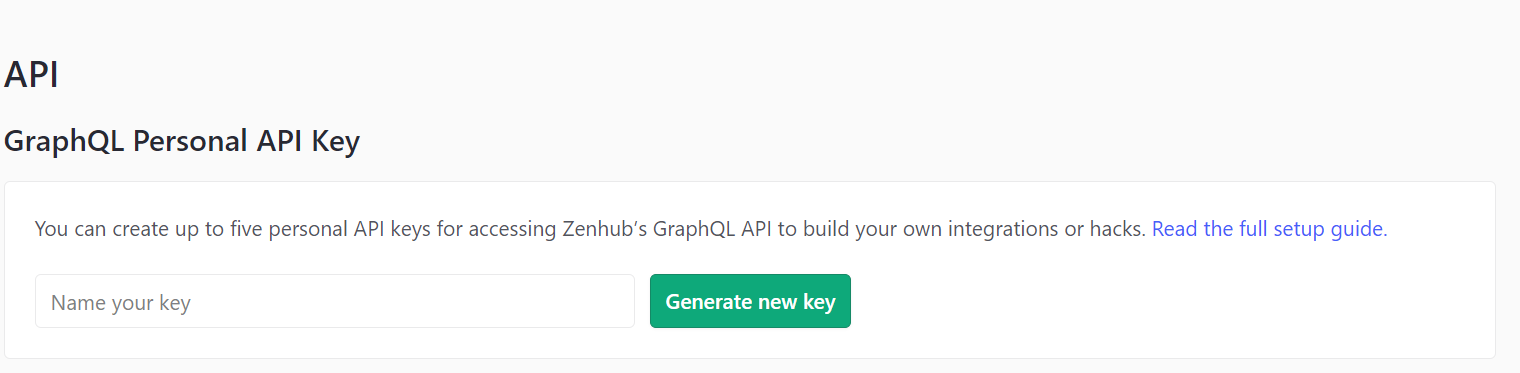 API
GraphQL Personal API Key
You can create up to five personal API keys for accessing Zenhub’s GraphQL API to build your own integrations or hacks. Read the full setup guide.
Name your key
Generate new key